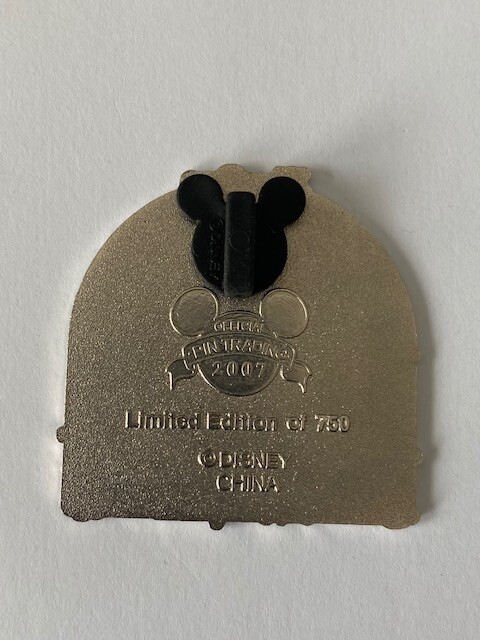 DISNEY
OFFICIAL
PIN TRADING
2007
Limited Edition of 750
©DISNEY
CHINA